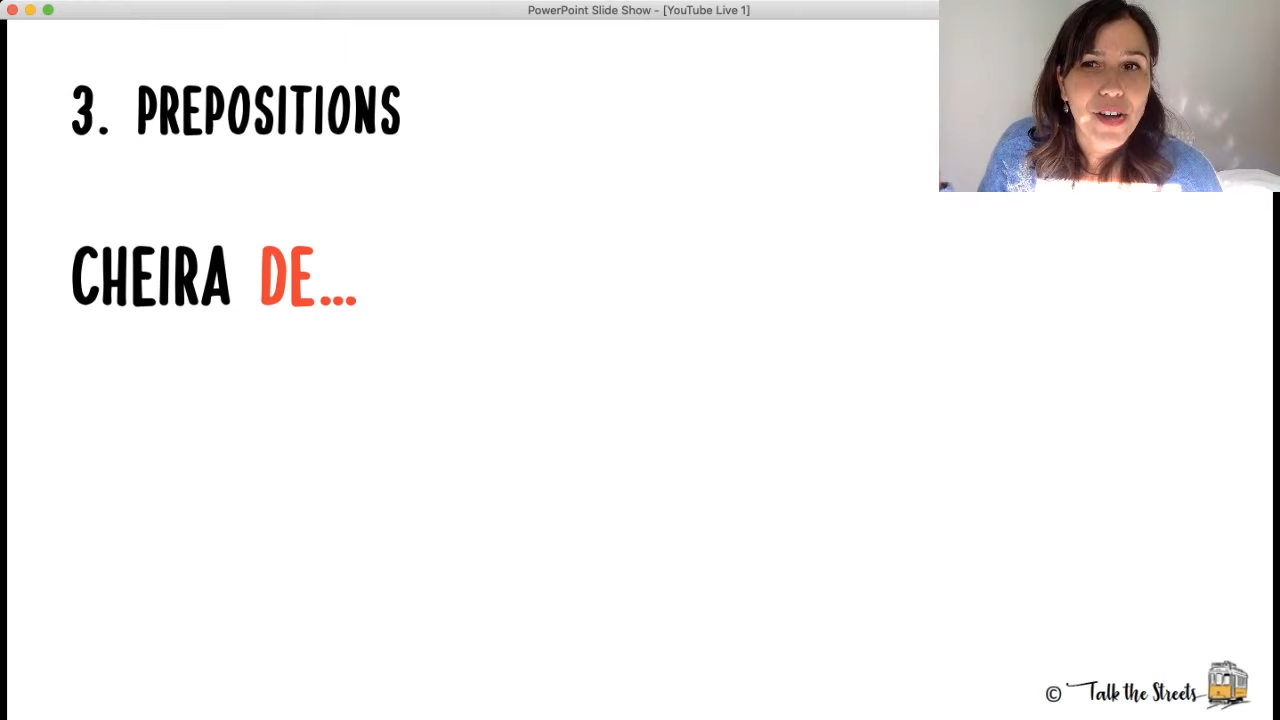 PowerPoint Slide Show - [YouTube Live 1]
3. PREPOSITIONS
CHEIRA DE...
© Talk the Streets